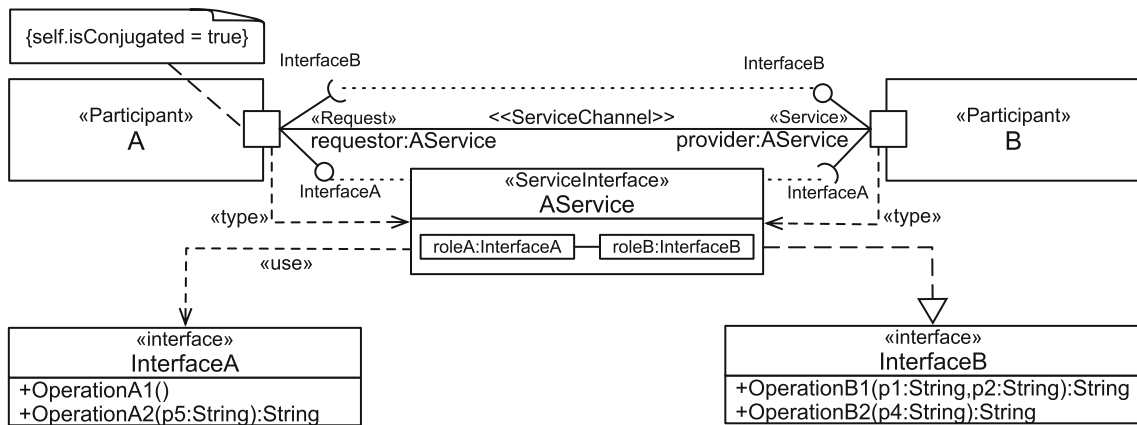 {self.isConjugated = true}
InterfaceB
InterfaceB
«Participant»
A
«Request»
<<ServiceChannel>>
«Service»
requestor:AService
provider:AService
«Participant»
B
InterfaceA
InterfaceA
«ServiceInterface»
AService
«type»
«type»
roleA:InterfaceA
roleB:InterfaceB
«use»
«interface»
InterfaceA
+OperationA1()
+OperationA2(p5:String):String
«interface»
InterfaceB
+OperationB1(p1:String,p2:String):String
+OperationB2(p4:String):String